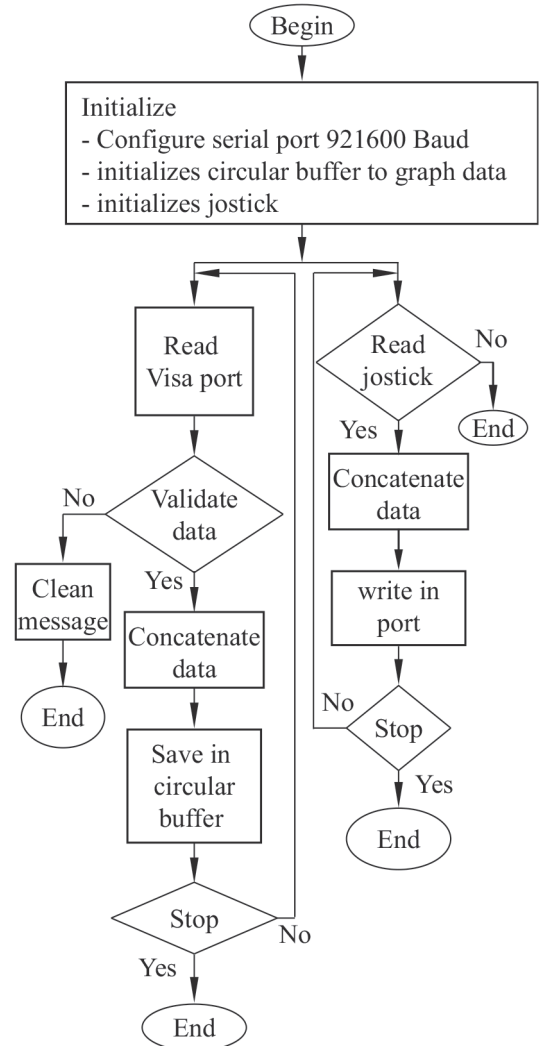 Begin
Initialize
- Configure serial port 921600 Baud
- initializes circular buffer to graph data
- initializes jostick
Read
Visa port
Validate
data
No
Yes
Clean
message
End
Concatenate
data
Save in
circular
buffer
Stop
No
Yes
End
Read
jostick
No
End
Yes
Concatenate
data
write in
port
No
Stop
Yes
End